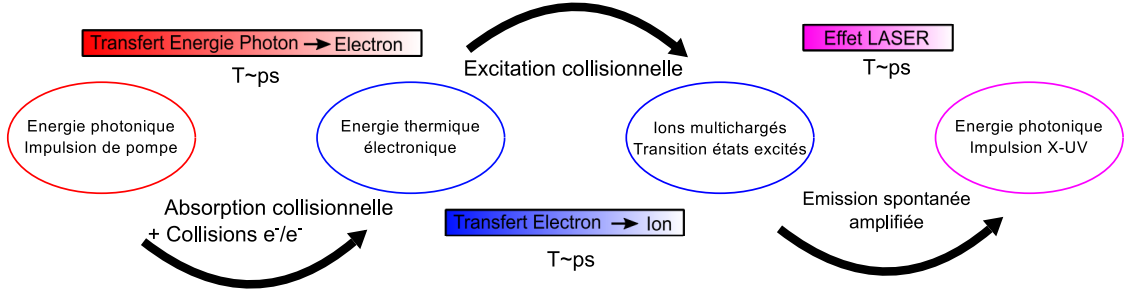 Transfert Energie Photon → Electron
T~ps
Excitation collisionnelle
Effet LASER
T~ps
Energie photonique
Impulsion de pompe
Energie thermique
électronique
Ions multichargés
Transition états excités
Energie photonique
Impulsion X-UV
Absorption collisionnelle
+ Collisions e⁻/e⁻
Transfert Electron → Ion
T~ps
Emission spontanée
amplifiée